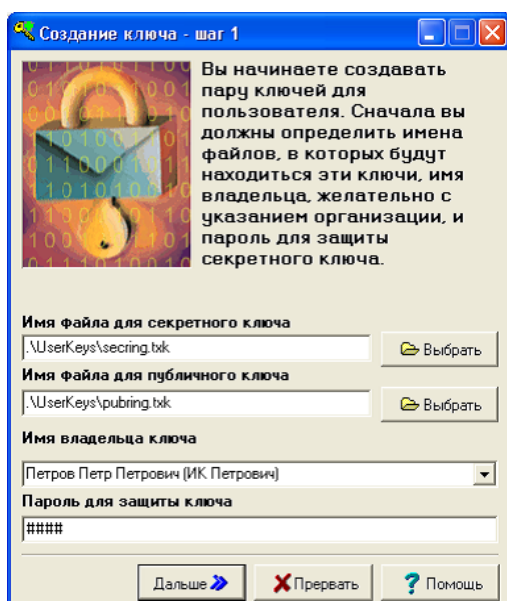 Создание ключа - шаг 1
Вы начинаете создавать
пару ключей для
пользователя. Сначала вы
должны определить имена
файлов, в которых будут
находиться эти ключи, имя
владельца, желательно с
указанием организации, и
пароль для защиты
секретного ключа.
Имя файла для секретного ключа
.\UserKeys\secring.txk
Выбрать
Имя файла для публичного ключа
.\UserKeys\pubring.txk
Выбрать
Имя владельца ключа
Петров Петр Петрович (ИК Петрович)
Пароль для защиты ключа
####
Дальше
Прервать
Помощь